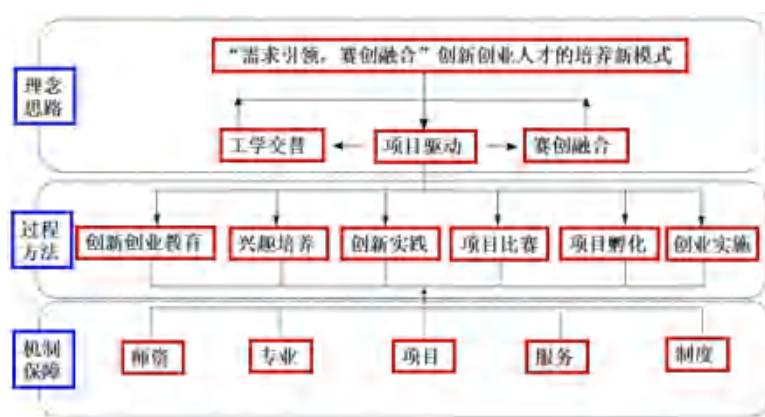 “需求引领，赛创融合”创新创业人才的培养新模式
理念
思路
工学交替
项目驱动
赛创融合
过程
方法
创新创业教育
兴趣培养
创新实践
项目比赛
项目孵化
创业实施
机制
保障
师资
专业
项目
服务
制度